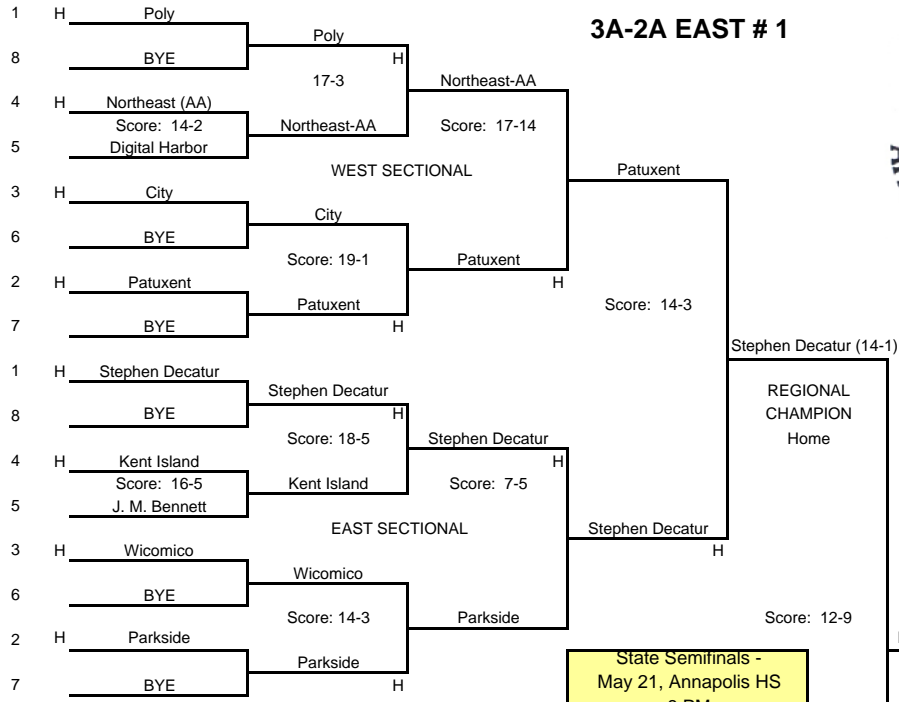 3A-2A EAST # 1
1 H Poly
Poly
8 BYE H
17-3 Northeast-AA
4 H Northeast (AA)
Score: 14-2 Northeast-AA Score: 17-14
5 Digital Harbor
WEST SECTIONAL Patuxent
3 H City
City
6 BYE
Score: 19-1 Patuxent
2 H Patuxent H
Patuxent Score: 14-3
7 BYE H
Stephen Decatur (14-1)
1 H Stephen Decatur
Stephen Decatur REGIONAL
8 BYE H CHAMPION
Score: 18-5 Stephen Decatur Home
4 H Kent Island H
Score: 16-5 Kent Island Score: 7-5
5 J. M. Bennett
EAST SECTIONAL Stephen Decatur
3 H Wicomico H
Wicomico
6 BYE
Score: 14-3 Parkside Score: 12-9
2 H Parkside
Parkside State Semifinals -
7 BYE H May 21, Annapolis HS